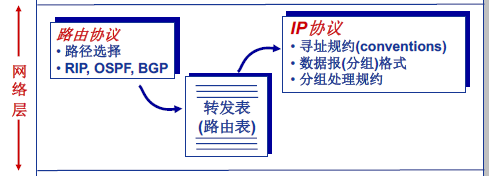 网络层
路由协议
• 路径选择
• RIP, OSPF, BGP
转发表
(路由表)
IP协议
• 寻址规约(conventions)
• 数据报(分组)格式
• 分组处理规约